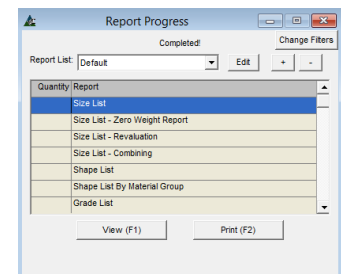 Report Progress
Completed!
Change Filters
Report List: Default Edit + -
Quantity Report
Size List
Size List - Zero Weight Report
Size List - Revaluation
Size List - Combining
Shape List
Shape List By Material Group
Grade List
View (F1) Print (F2)